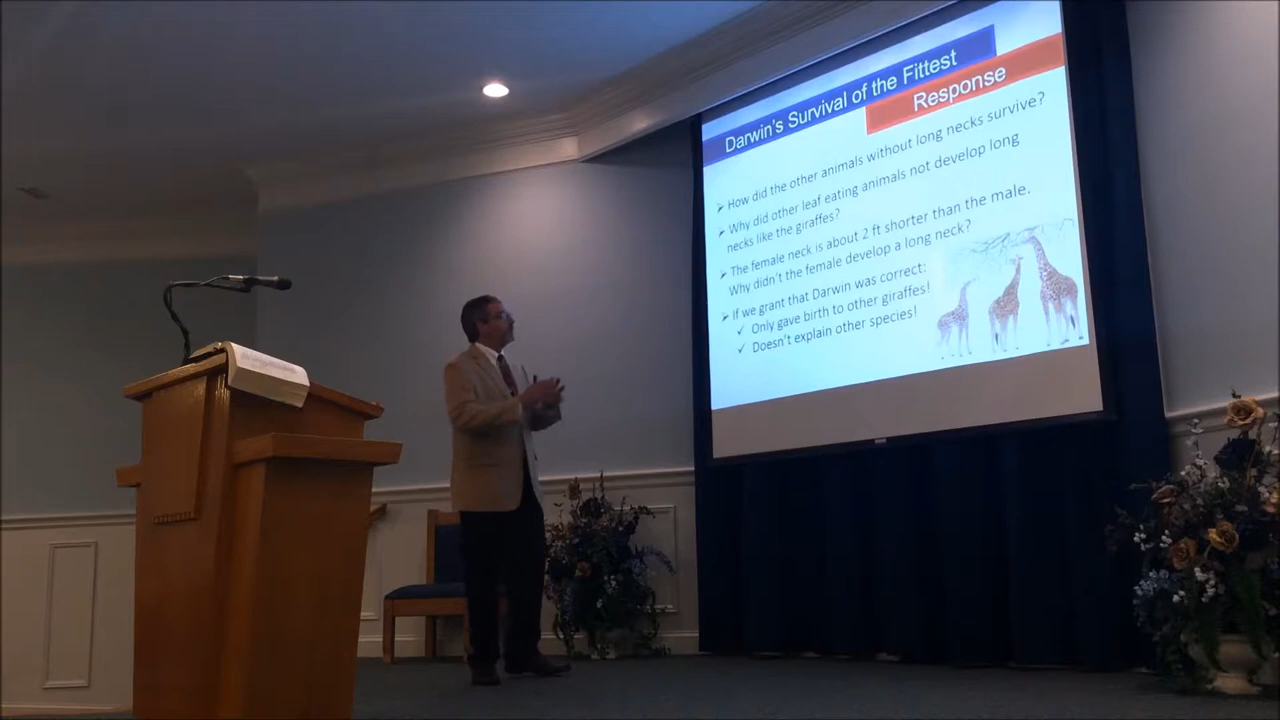 Darwin's Survival of the Fittest
Response
➢ How did the other animals without long necks survive?
➢ Why did other leaf eating animals not develop long
necks like the giraffes?
➢ The female neck is about 2 ft shorter than the male.
Why didn't the female develop a long neck?
➢ If we grant that Darwin was correct:
✓ Only gave birth to other giraffes!
✓ Doesn't explain other species!